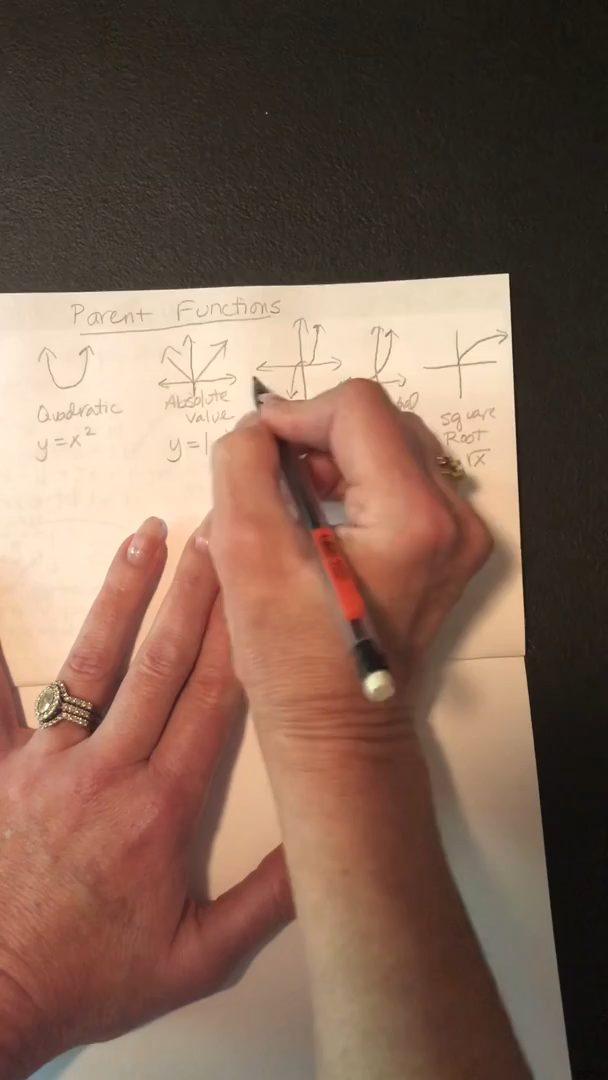 Parent Functions
Quadratic
y = x²
Absolute
value
y = |
square
Root
√x